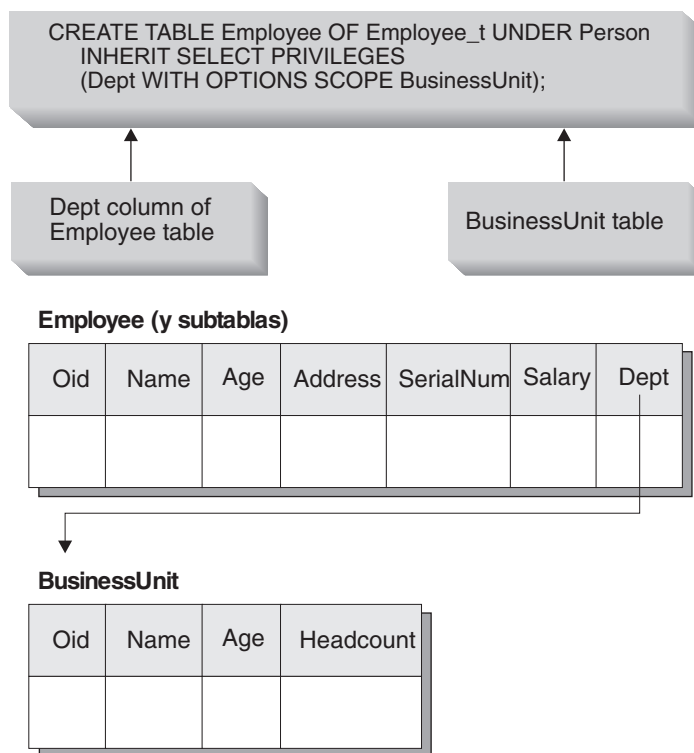 CREATE TABLE Employee OF Employee_t UNDER Person
INHERIT SELECT PRIVILEGES
(Dept WITH OPTIONS SCOPE BusinessUnit);
Dept column of
Employee table
BusinessUnit table
Employee (y subtablas)
Oid Name Age Address SerialNum Salary Dept
BusinessUnit
Oid Name Age Headcount